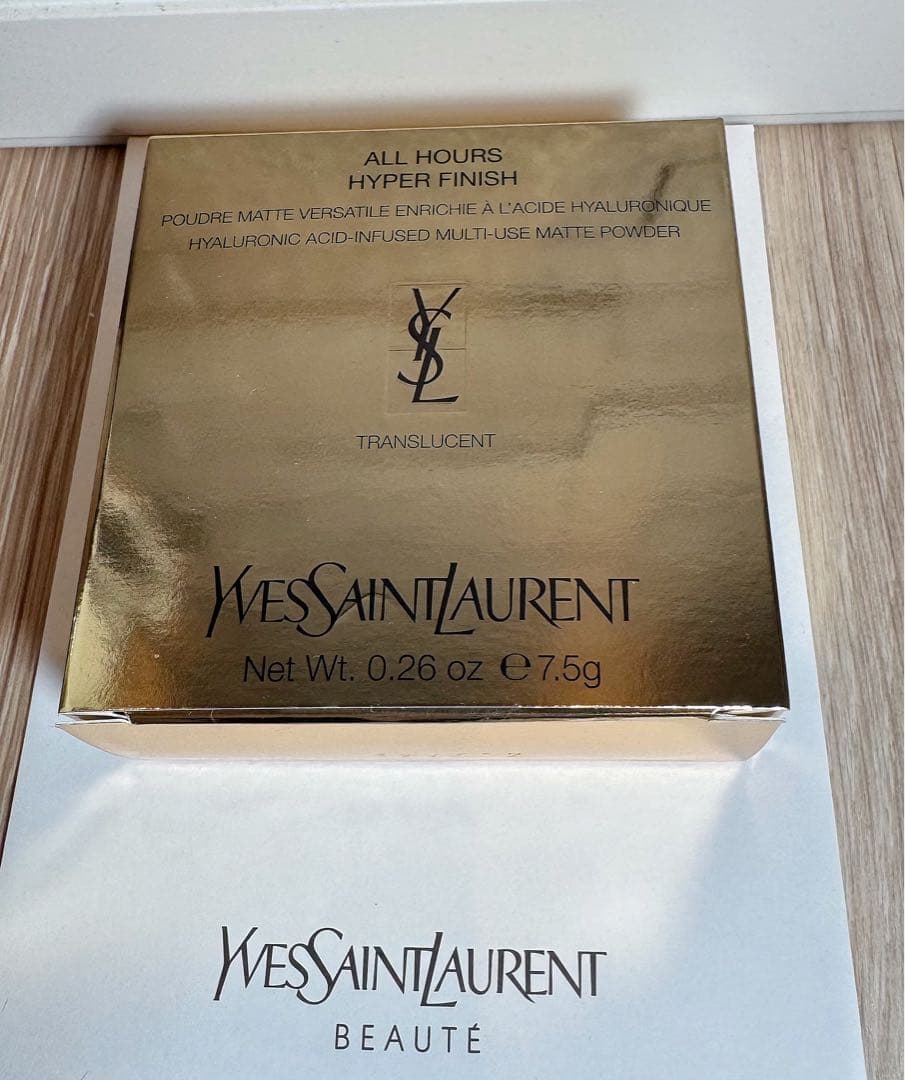 ALL HOURS
HYPER FINISH
POUDRE MATTE VERSATILE ENRICHIE À L'ACIDE HYALURONIQUE
HYALURONIC ACID-INFUSED MULTI-USE MATTE POWDER
YSL
TRANSLUCENT
YVESSAINTLAURENT
Net Wt. 0.26 oz ℮ 7.5g
YVESSAINTLAURENT
BEAUTÉ